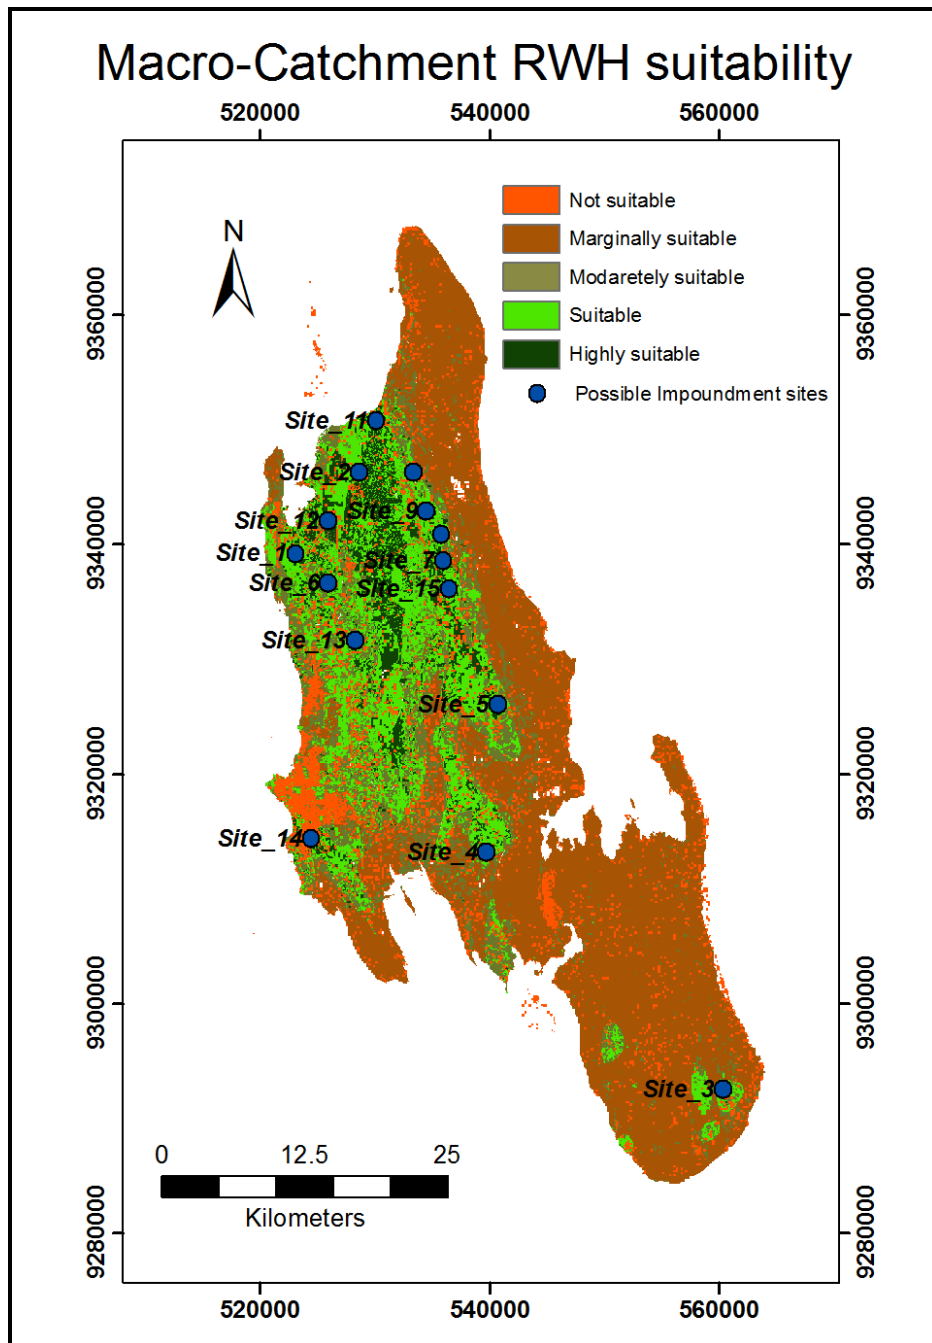 Macro-Catchment RWH suitability
520000 540000 560000
Not suitable
Marginally suitable
Modaretely suitable
Suitable
Highly suitable
Possible Impoundment sites
N
9360000 9360000
9340000 9340000
9320000 9320000
9300000 9300000
9280000 9280000
Site_11
Site_2
Site_9
Site_12
Site_1
Site_7
Site_6
Site_15
Site_13
Site_5
Site_14
Site_4
Site_3
0 12.5 25
Kilometers
520000 540000 560000